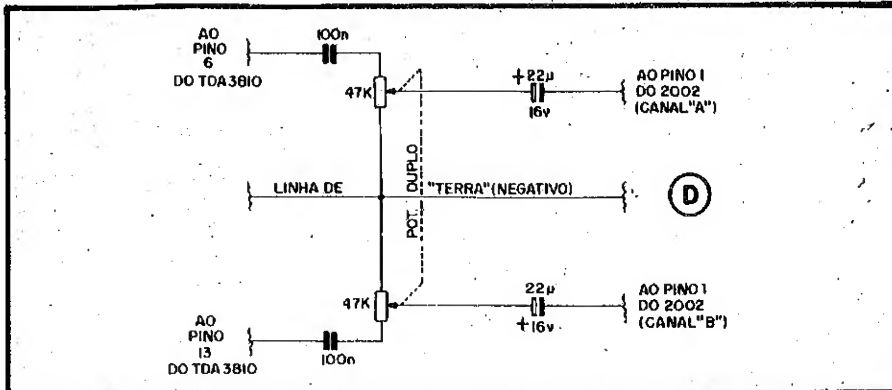 AO
PINO
6
DO TDA3810
100n
47K
+22µ
16v
AO PINO 1
DO 2002
(CANAL "A")
LINHA DE
POT. DUPLO
"TERRA" (NEGATIVO)
D
47K
22µ
+16v
AO PINO 1
DO 2002
(CANAL "B")
AO
PINO
13
DO TDA3810
100n